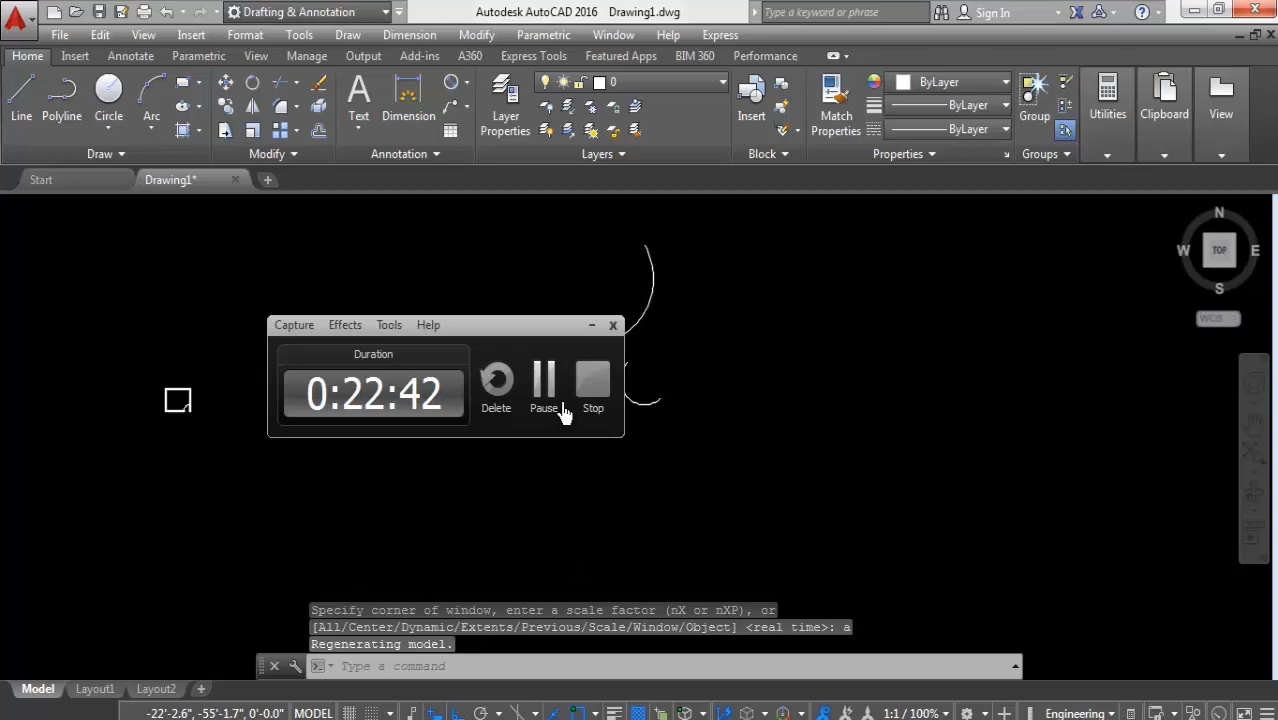 Drafting & Annotation
Autodesk AutoCAD 2016 Drawing1.dwg
Type a keyword or phrase
Sign In
File Edit View Insert Format Tools Draw Dimension Modify Parametric Window Help Express
Home Insert Annotate Parametric View Manage Output Add-ins A360 Express Tools Featured Apps BIM 360 Performance
Line Polyline Circle Arc Text Dimension Layer Properties 0 Insert Match Properties ByLayer Group Utilities Clipboard View
ByLayer
ByLayer
Draw Modify Annotation Layers Block Properties Groups
Start Drawing1* +
N
W TOP E
S
WCS
Capture Effects Tools Help
Duration
0:22:42
Delete Pause Stop
Specify corner of window, enter a scale factor (nX or nXP), or
[All/Center/Dynamic/Extents/Previous/Scale/Window/Object] <real time>: a
Regenerating model.
Type a command
Model Layout1 Layout2 +
-22'-2.6", -55'-1.7", 0'-0.0" MODEL 1:1 / 100% Engineering